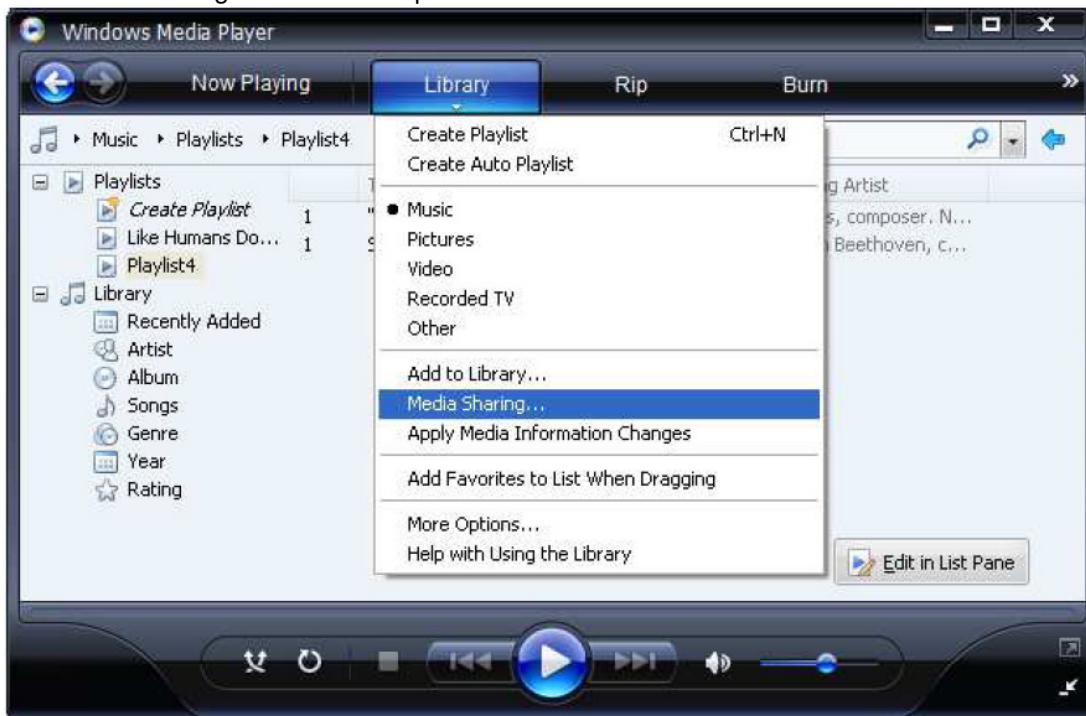 Windows Media Player
Now Playing
Library
Rip
Burn
Music
Playlists
Playlist4
Playlists
Create Playlist
Like Humans Do...
Playlist4
Library
Recently Added
Artist
Album
Songs
Genre
Year
Rating
1
1
Create Playlist Ctrl+N
Create Auto Playlist
Music
Pictures
Video
Recorded TV
Other
Add to Library...
Media Sharing...
Apply Media Information Changes
Add Favorites to List When Dragging
More Options...
Help with Using the Library
Artist
composer. N...
Beethoven, c...
Edit in List Pane